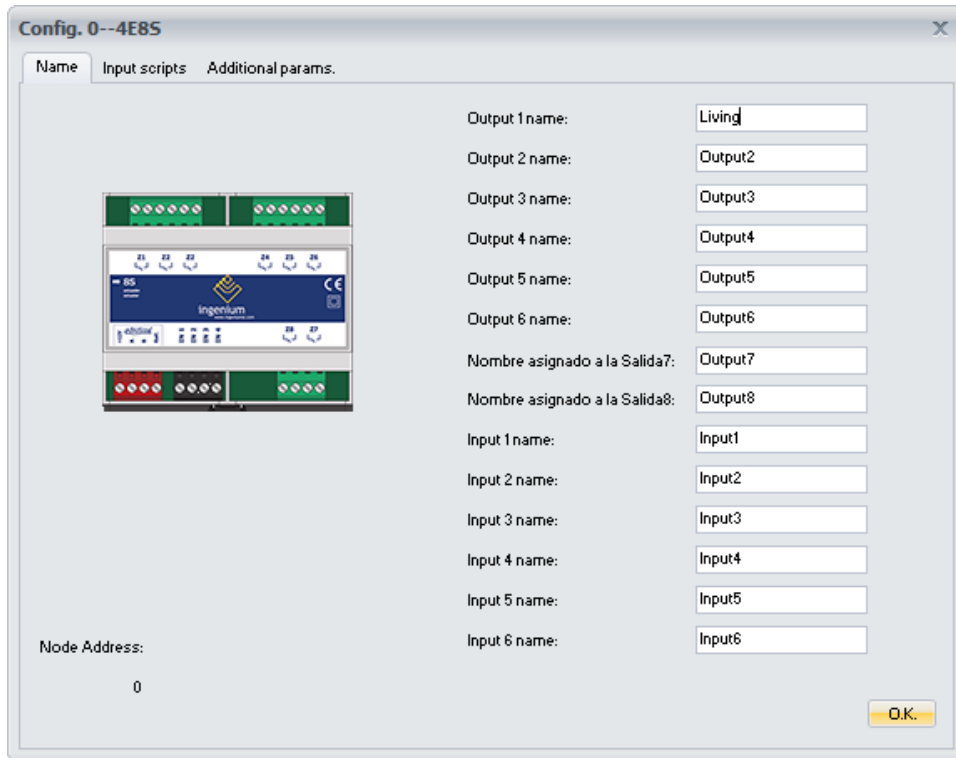 Config. 0--4E8S
Name Input scripts Additional params.
Output 1 name: Living
Output 2 name: Output2
Output 3 name: Output3
Output 4 name: Output4
Output 5 name: Output5
Output 6 name: Output6
Nombre asignado a la Salida7: Output7
Nombre asignado a la Salida8: Output8
Input 1 name: Input1
Input 2 name: Input2
Input 3 name: Input3
Input 4 name: Input4
Input 5 name: Input5
Input 6 name: Input6
8S
CE
ingenium
Node Address:
0
O.K.